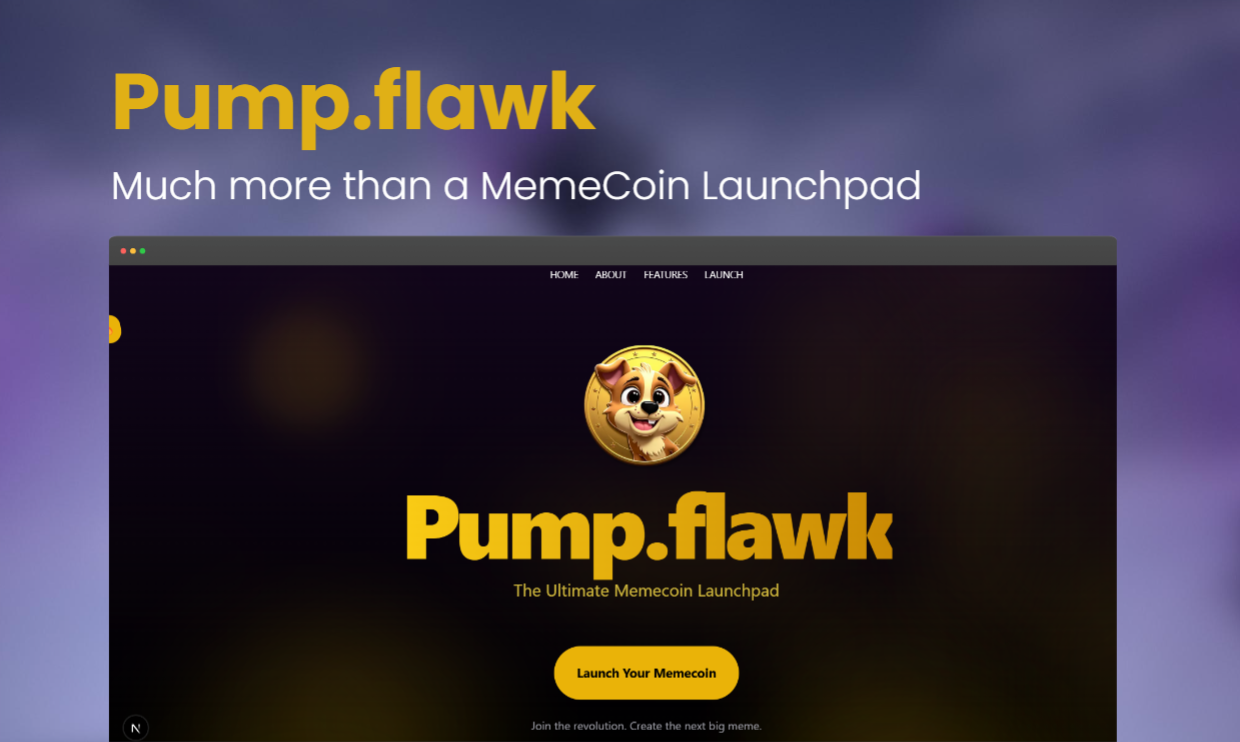 Pump.flawk
Much more than a MemeCoin Launchpad
HOME ABOUT FEATURES LAUNCH
Pump.flawk
The Ultimate Memecoin Launchpad
Launch Your Memecoin
Join the revolution. Create the next big meme.
N